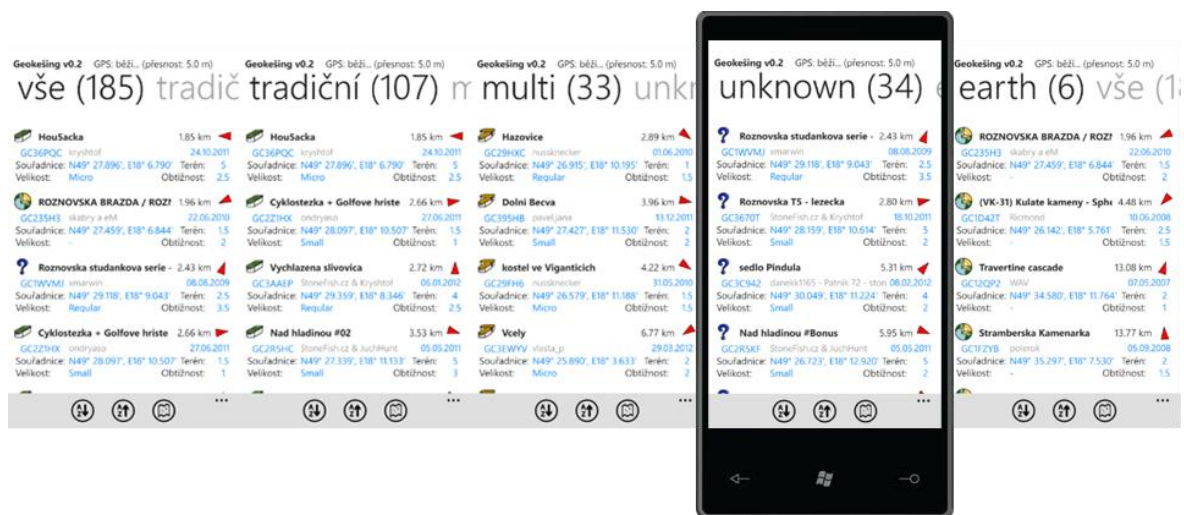 Geokešing v0.2 GPS: běží... (přesnost: 5.0 m)
vše (185) tradič
HouSacka 1.85 km
GC36PQC kryshtof 24.10.2011
Souřadnice: N49° 27.896', E18° 6.790' Terén: 5
Velikost: Micro Obtížnost: 2.5
ROZNOVSKA BRAZDA / ROZN 1.96 km
GC235H3 skabry a eM 22.06.2010
Souřadnice: N49° 27.459', E18° 6.844' Terén: 1.5
Velikost: - Obtížnost: 2
Roznovska studankova serie - 2.43 km
GC1WVMJ xmarwin 08.08.2009
Souřadnice: N49° 29.118', E18° 9.043' Terén: 2.5
Velikost: Regular Obtížnost: 3.5
Cyklostezka + Golfove hriste 2.66 km
GC2Z1HX ondryaso 27.06.2011
Souřadnice: N49° 28.097', E18° 10.507' Terén: 1.5
Velikost: Small Obtížnost: 1
Geokešing v0.2 GPS: běží... (přesnost: 5.0 m)
tradiční (107) m
HouSacka 1.85 km
GC36PQC kryshtof 24.10.2011
Souřadnice: N49° 27.896', E18° 6.790' Terén: 5
Velikost: Micro Obtížnost: 2.5
Cyklostezka + Golfove hriste 2.66 km
GC2Z1HX ondryaso 27.06.2011
Souřadnice: N49° 28.097', E18° 10.507' Terén: 1.5
Velikost: Small Obtížnost: 1
Vychlazena slivovica 2.72 km
GC3AAEP StoneFish.cz & Kryshtof 06.01.2012
Souřadnice: N49° 29.359', E18° 8.346' Terén: 4
Velikost: Regular Obtížnost: 2.5
Nad hladinou #02 3.53 km
GC2R5HC StoneFish.cz & JuchHunt 05.05.2011
Souřadnice: N49° 27.339', E18° 11.133' Terén: 5
Velikost: Small Obtížnost: 3
Geokešing v0.2 GPS: běží... (přesnost: 5.0 m)
multi (33) unkn
Hazovice 2.89 km
GC29HXC nussknecker 01.06.2010
Souřadnice: N49° 26.915', E18° 10.195' Terén: 1
Velikost: Regular Obtížnost: 1.5
Dolni Becva 3.96 km
GC395HB pavel.jana 13.12.2011
Souřadnice: N49° 27.427', E18° 11.530' Terén: 2
Velikost: Small Obtížnost: 2
kostel ve Viganticich 4.22 km
GC29FH6 nussknecker 31.05.2010
Souřadnice: N49° 26.579', E18° 11.188' Terén: 1.5
Velikost: Micro Obtížnost: 1.5
Vcely 6.77 km
GC3EWYV vlasta_p 29.03.2012
Souřadnice: N49° 25.890', E18° 3.633' Terén: 2
Velikost: Micro Obtížnost: 2
Geokešing v0.2 GPS: běží... (přesnost: 5.0 m)
unknown (34) e
Roznovska studankova serie - 2.43 km
GC1WVMJ xmarwin 08.08.2009
Souřadnice: N49° 29.118', E18° 9.043' Terén: 2.5
Velikost: Regular Obtížnost: 3.5
Roznovska T5 - lezecka 2.80 km
GC3670T StoneFish.cz & Kryshtof 18.10.2011
Souřadnice: N49° 28.159', E18° 10.614' Terén: 5
Velikost: Small Obtížnost: 2
sedlo Pindula 5.31 km
GC3C942 danekk1165 - Patnik 72 - ston 08.02.2012
Souřadnice: N49° 30.049', E18° 11.224' Terén: 4
Velikost: Small Obtížnost: 2
Nad hladinou #Bonus 5.95 km
GC2R5KF StoneFish.cz & JuchHunt 05.05.2011
Souřadnice: N49° 26.723', E18° 12.920' Terén: 5
Velikost: Small Obtížnost: 2
Geokešing v0.2 GPS: běží... (přesnost: 5.0 m)
earth (6) vše (18
ROZNOVSKA BRAZDA / ROZN 1.96 km
GC235H3 skabry a eM 22.06.2010
Souřadnice: N49° 27.459', E18° 6.844' Terén: 1.5
Velikost: - Obtížnost: 2
(VK-31) Kulate kameny - Sphe 4.48 km
GC1D42T Ricmond 10.06.2008
Souřadnice: N49° 26.142', E18° 5.761' Terén: 2.5
Velikost: - Obtížnost: 1.5
Travertine cascade 13.08 km
GC12QP2 WAV 07.05.2007
Souřadnice: N49° 34.580', E18° 11.764' Terén: 2
Velikost: - Obtížnost: 1
Stramberska Kamenarka 13.77 km
GC1FZYB polerok 05.09.2008
Souřadnice: N49° 35.297', E18° 7.530' Terén: 2
Velikost: - Obtížnost: 1.5